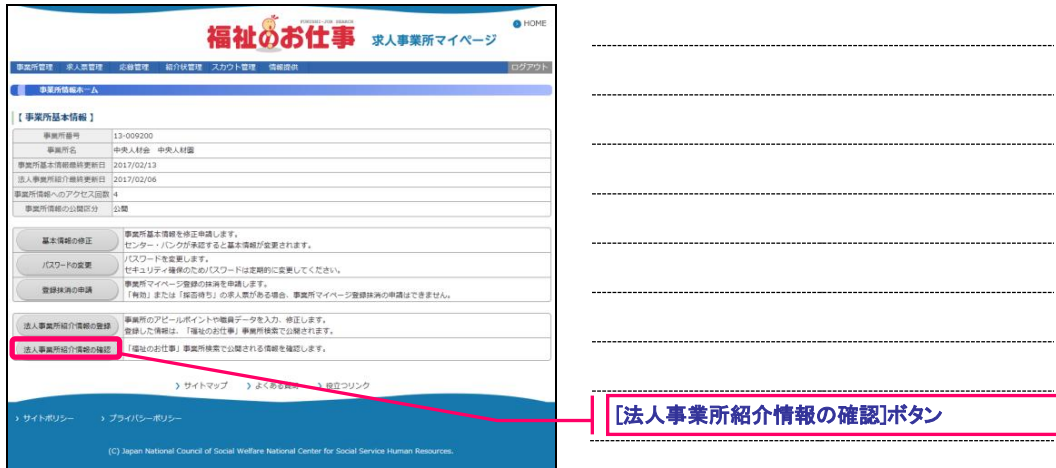 FUKUSHI-JOB SEARCH
福祉のお仕事 求人事業所マイページ
HOME
事業所管理 求人票管理 応募管理 紹介状管理 スカウト管理 情報提供 ログアウト
事業所情報ホーム
【 事業所基本情報 】
事業所番号 13-009200
事業所名 中央人材会 中央人材園
事業所基本情報最終更新日 2017/02/13
法人事業所紹介最終更新日 2017/02/06
事業所情報へのアクセス回数 4
事業所情報の公開区分 公開
基本情報の修正 事業所基本情報を修正申請します。
センター・バンクが承認すると基本情報が変更されます。
パスワードの変更 パスワードを変更します。
セキュリティ確保のためパスワードは定期的に変更してください。
登録抹消の申請 事業所マイページ登録の抹消を申請します。
「有効」または「採否待ち」の求人票がある場合、事業所マイページ登録抹消の申請はできません。
法人事業所紹介情報の登録 事業所のアピールポイントや職員データを入力、修正します。
登録した情報は、「福祉のお仕事」事業所検索で公開されます。
法人事業所紹介情報の確認 「福祉のお仕事」事業所検索で公開される情報を確認します。
サイトマップ よくある質問 役立つリンク
サイトポリシー プライバシーポリシー
[法人事業所紹介情報の確認]ボタン
(C) Japan National Council of Social Welfare National Center for Social Service Human Resources.